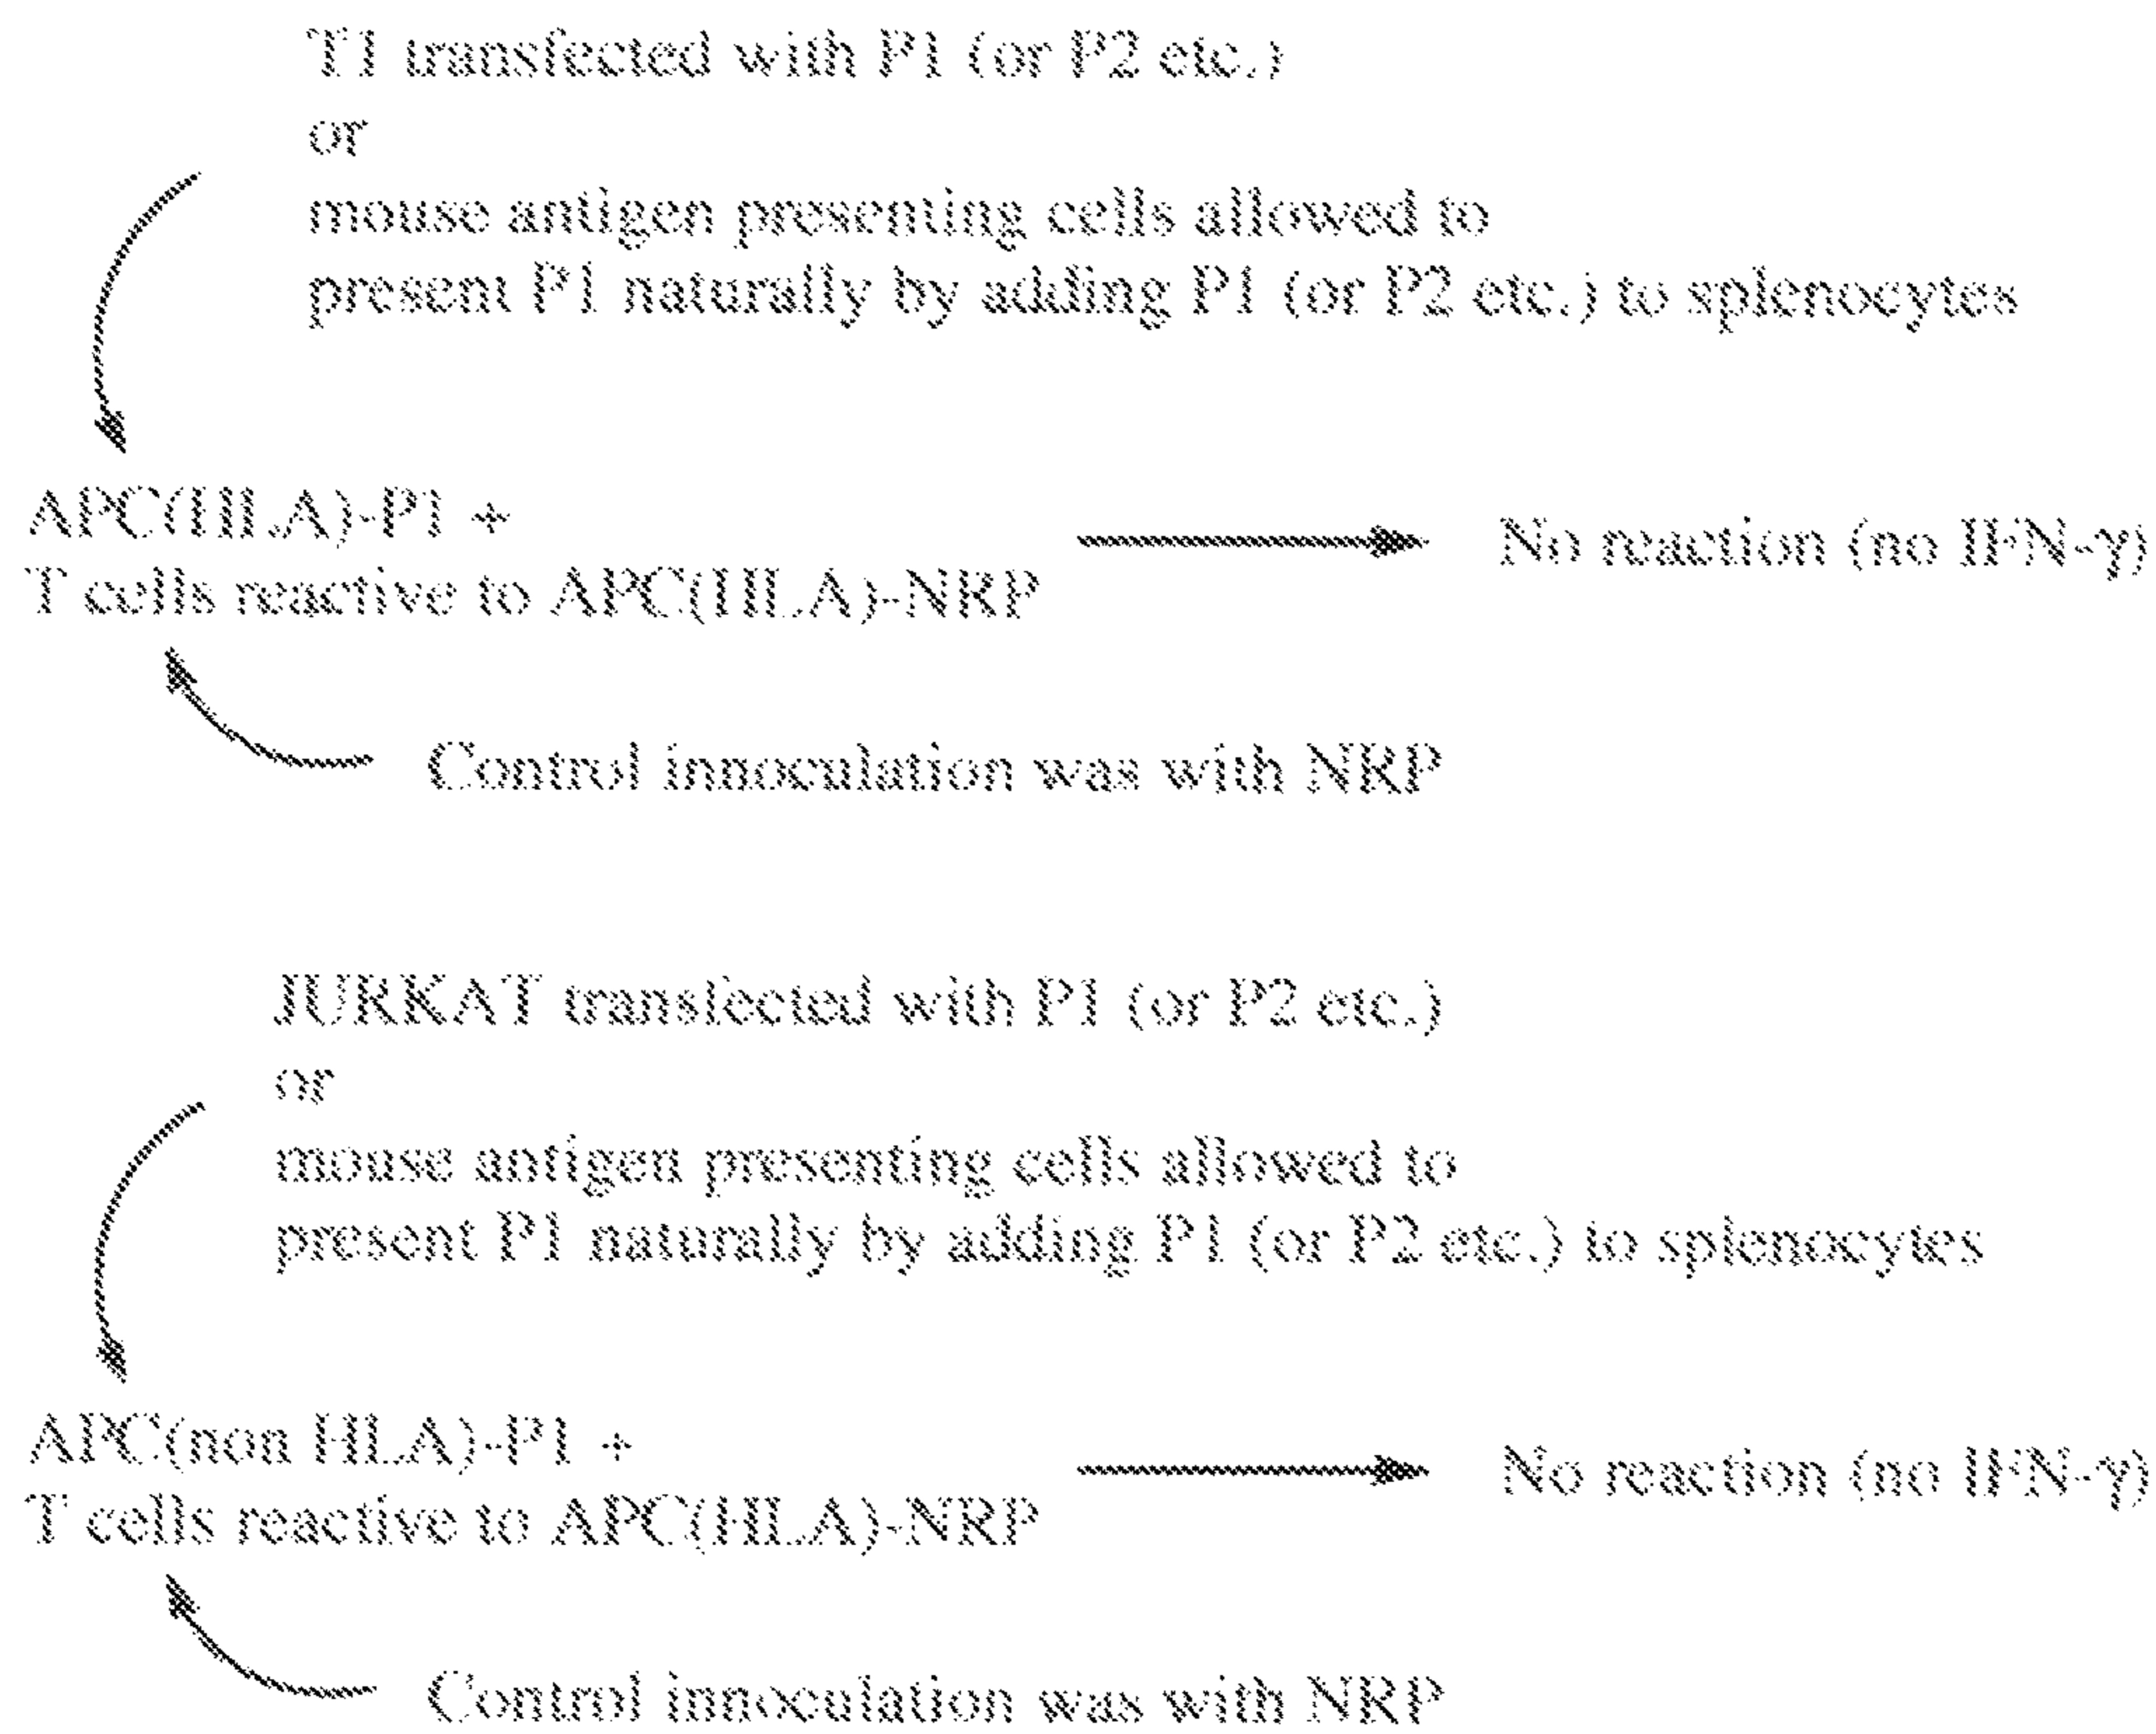 T1 transfected with P1 (or P2 etc.)
or
mouse antigen presenting cells allowed to
present P1 naturally by adding P1 (or P2 etc.) to splenocytes
APC(HLA)-P1 +
T cells reactive to APC(HLA)-NRP
No reaction (no IFN-γ)
Control innoculation was with NRP
JURKAT transfected with P1 (or P2 etc.)
or
mouse antigen presenting cells allowed to
present P1 naturally by adding P1 (or P2 etc.) to splenocytes
APC(non HLA)-P1 +
T cells reactive to APC(HLA)-NRP
No reaction (no IFN-γ)
Control innoculation was with NRP